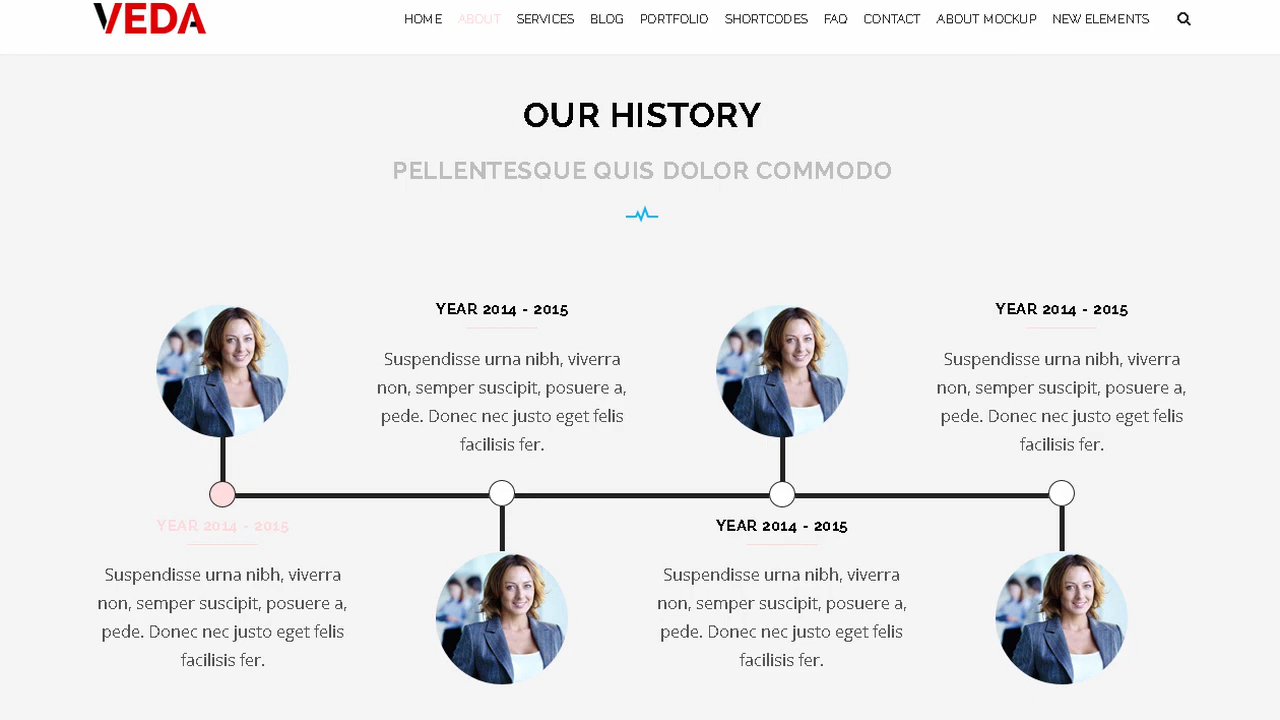 VEDA
HOME ABOUT SERVICES BLOG PORTFOLIO SHORTCODES FAQ CONTACT ABOUT MOCKUP NEW ELEMENTS
OUR HISTORY
PELLENTESQUE QUIS DOLOR COMMODO
YEAR 2014 - 2015
Suspendisse urna nibh, viverra
non, semper suscipit, posuere a,
pede. Donec nec justo eget felis
facilisis fer.
YEAR 2014 - 2015
Suspendisse urna nibh, viverra
non, semper suscipit, posuere a,
pede. Donec nec justo eget felis
facilisis fer.
YEAR 2014 - 2015
Suspendisse urna nibh, viverra
non, semper suscipit, posuere a,
pede. Donec nec justo eget felis
facilisis fer.
YEAR 2014 - 2015
Suspendisse urna nibh, viverra
non, semper suscipit, posuere a,
pede. Donec nec justo eget felis
facilisis fer.